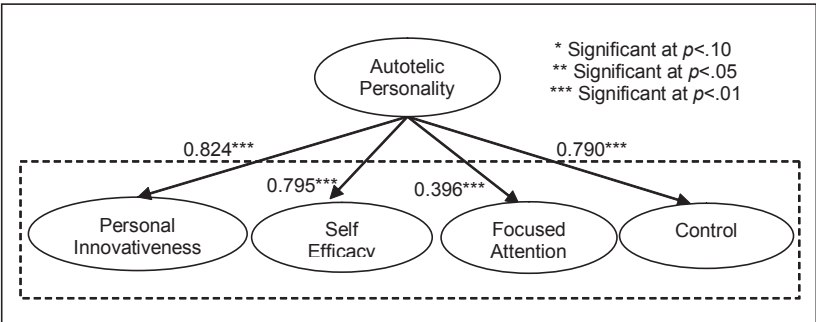 Autotelic
Personality
* Significant at p<.10
** Significant at p<.05
*** Significant at p<.01
0.824***
0.795***
0.396***
0.790***
Personal
Innovativeness
Self
Efficacy
Focused
Attention
Control